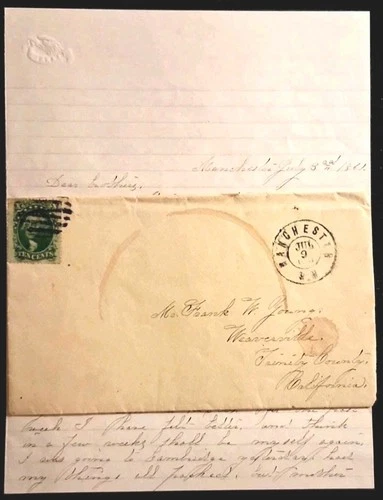 Manchester July 8th 1861.
Dear Brother,
TEN CENTS
MANCHESTER
JUL
9
N.H.
Mr. Frank W. Young.
Weaverville.
Trinity County,
California.
week I have felt better, and think
in a few weeks shall be myself again.
I was going to Cambridge yesterday had
my things all packed, but Mother